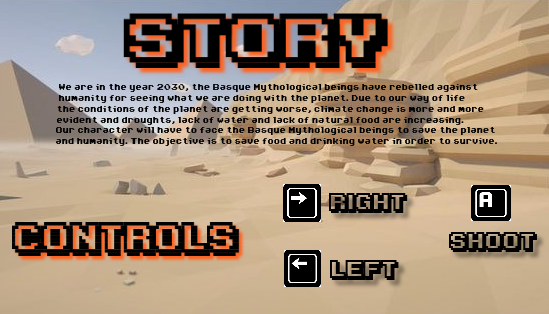 STORY
We are in the year 2030, the Basque Mythological beings have rebelled against
humanity for seeing what we are doing with the planet. Due to our way of life
the conditions of the planet are getting worse, climate change is more and more
evident and droughts, lack of water and lack of natural food are increasing.
Our character will have to face the Basque Mythological beings to save the planet
and humanity. The objective is to save food and drinking water in order to survive.
→ RIGHT
A
CONTROLS
SHOOT
← LEFT